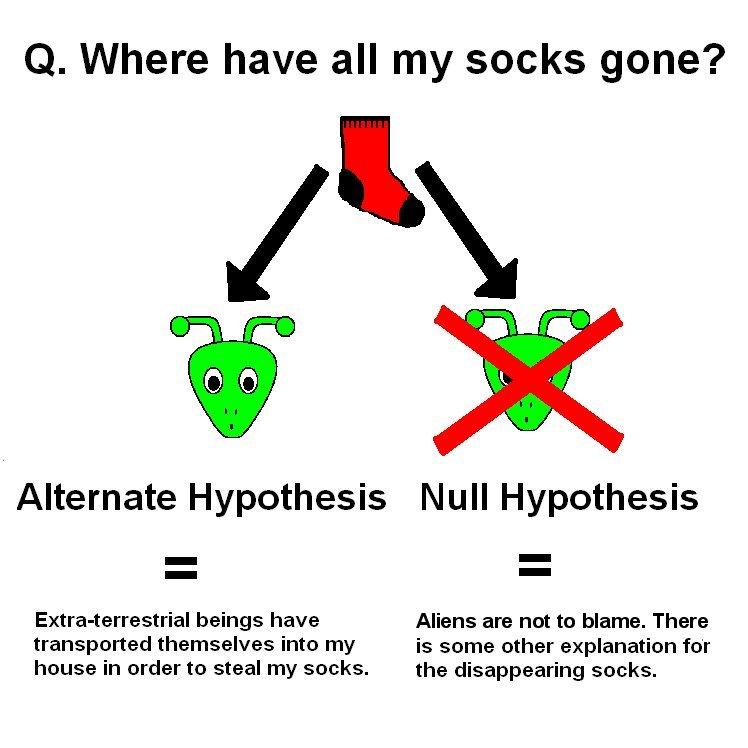 Q. Where have all my socks gone?
Alternate Hypothesis
=
Extra-terrestrial beings have
transported themselves into my
house in order to steal my socks.
Null Hypothesis
=
Aliens are not to blame. There
is some other explanation for
the disappearing socks.